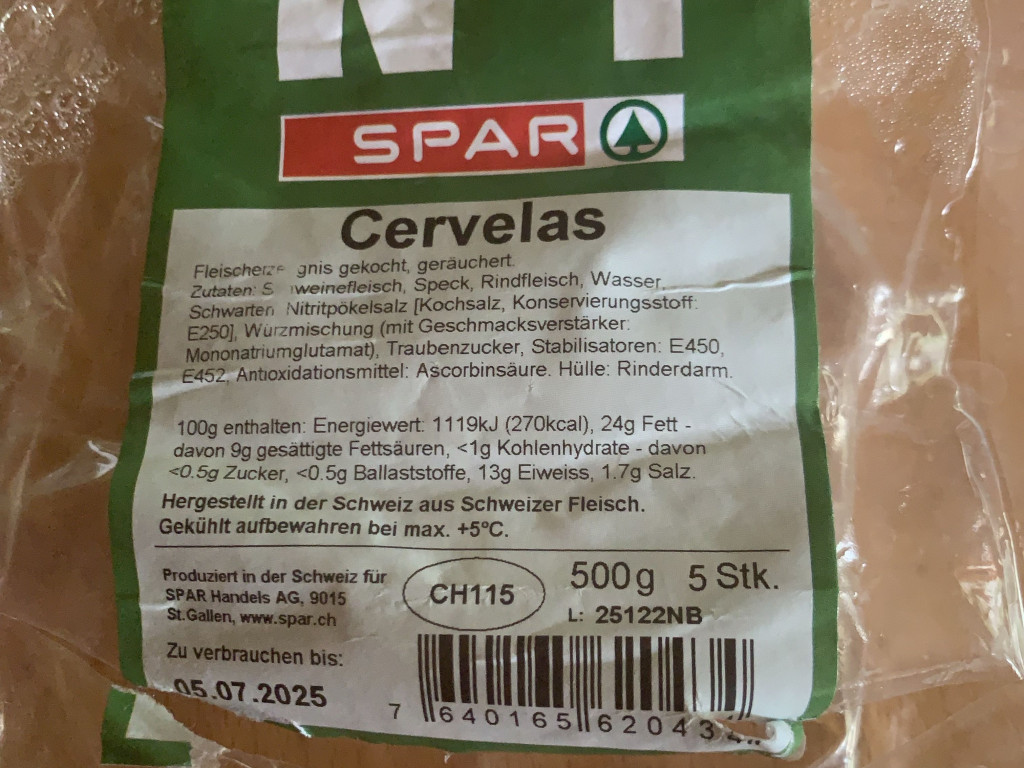 SPAR
Cervelas
gnis gekocht, geräuchert.
Zutaten: Speck, Rindfleisch, Wasser,
Schwarten Nitritpökelsalz [Kochsalz, Konservierungsstoff:
E250], Würzmischung (mit Geschmacksverstärker:
Mononatriumglutamat), Traubenzucker, Stabilisatoren: E450,
E452, Antioxidationsmittel: Ascorbinsäure. Hülle: Rinderdarm.
100g enthalten: Energiewert: 1119kJ (270kcal), 24g Fett -
davon 9g gesättigte Fettsäuren, <1g Kohlenhydrate - davon
<0.5g Zucker, <0.5g Ballaststoffe, 13g Eiweiss, 1.7g Salz.
Hergestellt in der Schweiz aus Schweizer Fleisch.
Gekühlt aufbewahren bei max. +5°C.
Produziert in der Schweiz für
SPAR Handels AG, 9015
St.Gallen, www.spar.ch
CH115
500g 5 Stk.
L: 25122NB
Zu verbrauchen bis:
05.07.2025
7 640165 62043